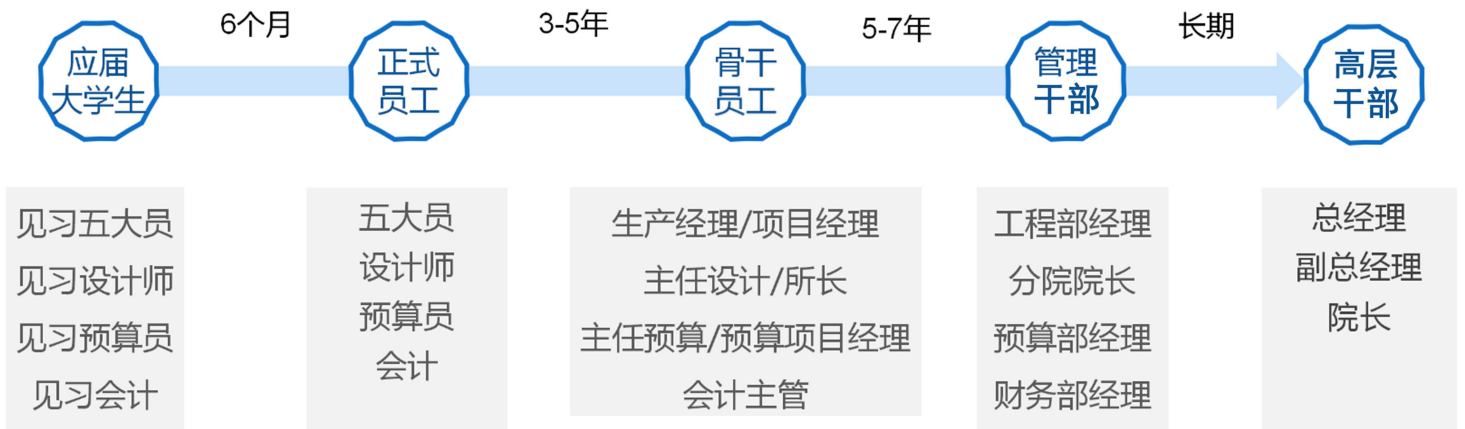 6个月
3-5年
5-7年
长期
应届
大学生
正式
员工
骨干
员工
管理
干部
高层
干部
见习五大员
见习设计师
见习预算员
见习会计
五大员
设计师
预算员
会计
生产经理/项目经理
主任设计/所长
主任预算/预算项目经理
会计主管
工程部经理
分院院长
预算部经理
财务部经理
总经理
副总经理
院长